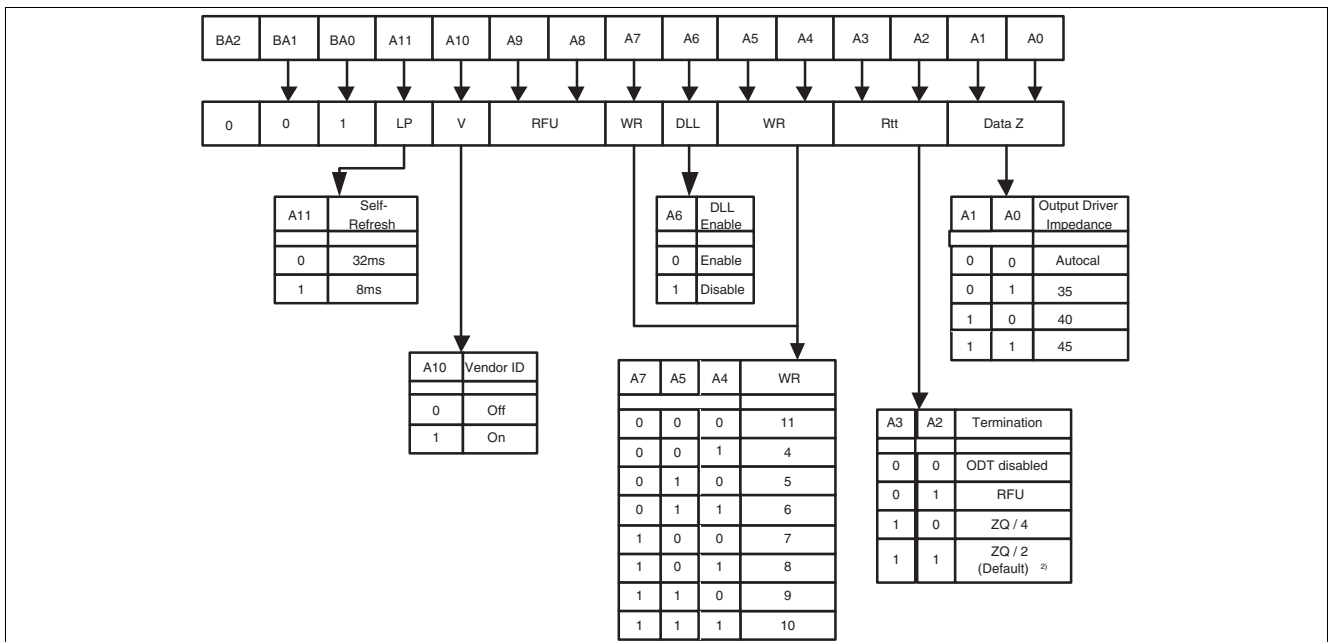 BA2 BA1 BA0 A11 A10 A9 A8 A7 A6 A5 A4 A3 A2 A1 A0
0 0 1 LP V RFU WR DLL WR Rtt Data Z
A11 Self-
Refresh
0 32ms
1 8ms
A6 DLL
Enable
0 Enable
1 Disable
A1 A0 Output Driver
Impedance
0 0 Autocal
0 1 35
1 0 40
1 1 45
A10 Vendor ID
0 Off
1 On
A7 A5 A4 WR
0 0 0 11
0 0 1 4
0 1 0 5
0 1 1 6
1 0 0 7
1 0 1 8
1 1 0 9
1 1 1 10
A3 A2 Termination
0 0 ODT disabled
0 1 RFU
1 0 ZQ / 4
1 1 ZQ / 2
(Default) 2)